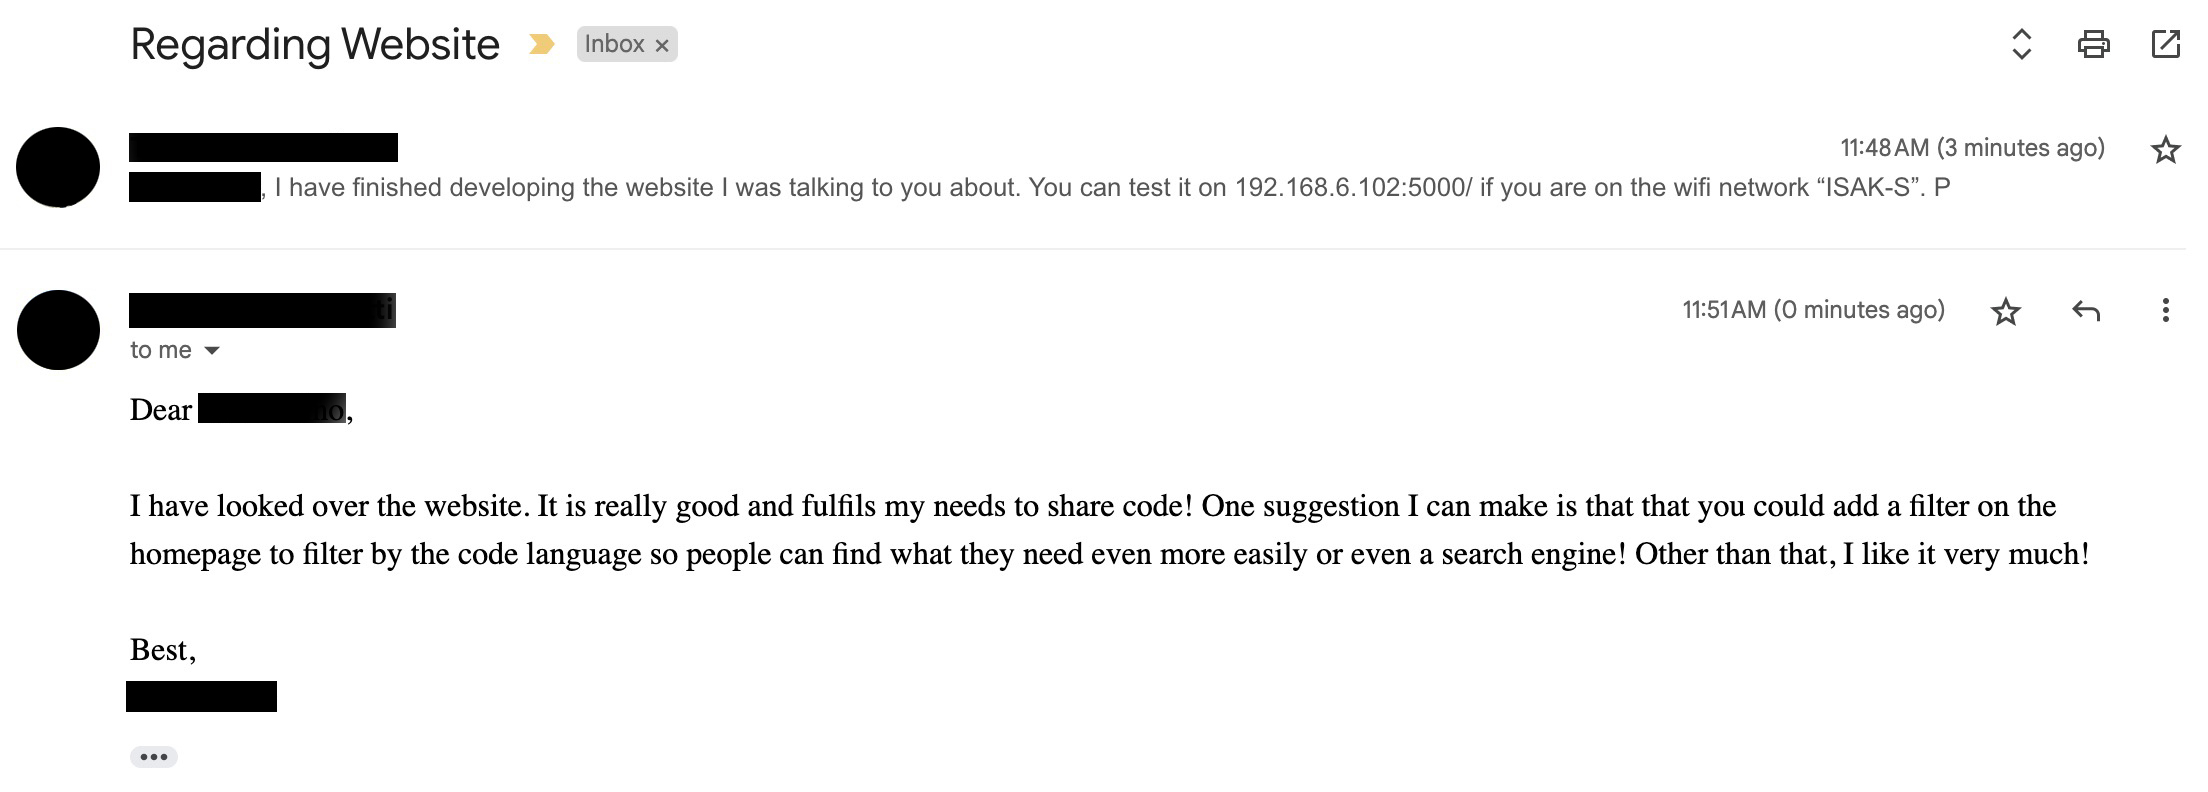 Regarding Website Inbox ×
11:48 AM (3 minutes ago)
, I have finished developing the website I was talking to you about. You can test it on 192.168.6.102:5000/ if you are on the wifi network “ISAK-S”. P
11:51 AM (0 minutes ago)
to me
Dear ,
I have looked over the website. It is really good and fulfils my needs to share code! One suggestion I can make is that that you could add a filter on the
homepage to filter by the code language so people can find what they need even more easily or even a search engine! Other than that, I like it very much!
Best,